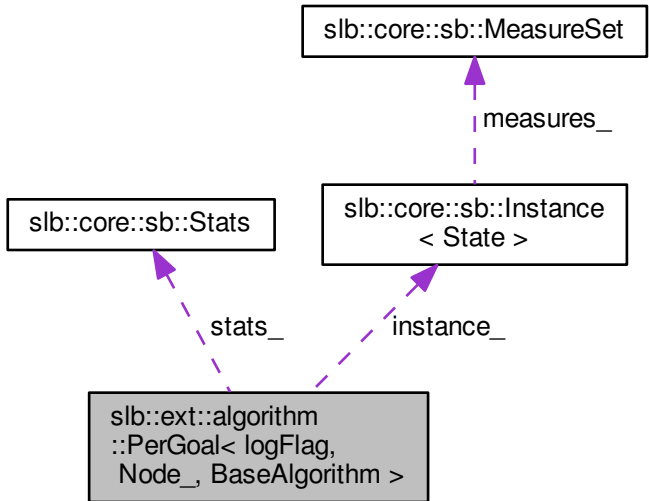 slb::core::sb::MeasureSet
measures_
slb::core::sb::Stats
slb::core::sb::Instance
< State >
stats_
instance_
slb::ext::algorithm
::PerGoal< logFlag,
Node_, BaseAlgorithm >